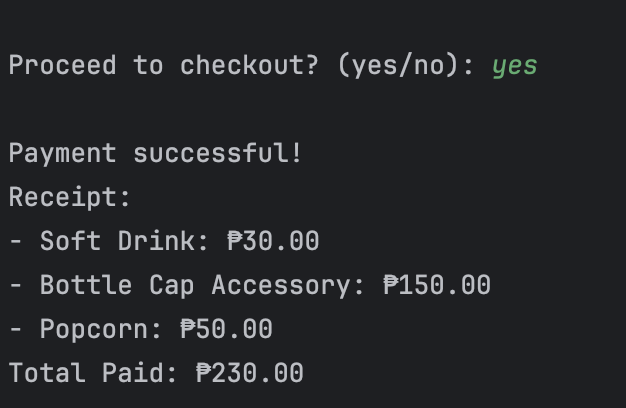 Proceed to checkout? (yes/no): yes
Payment successful!
Receipt:
- Soft Drink: ₱30.00
- Bottle Cap Accessory: ₱150.00
- Popcorn: ₱50.00
Total Paid: ₱230.00